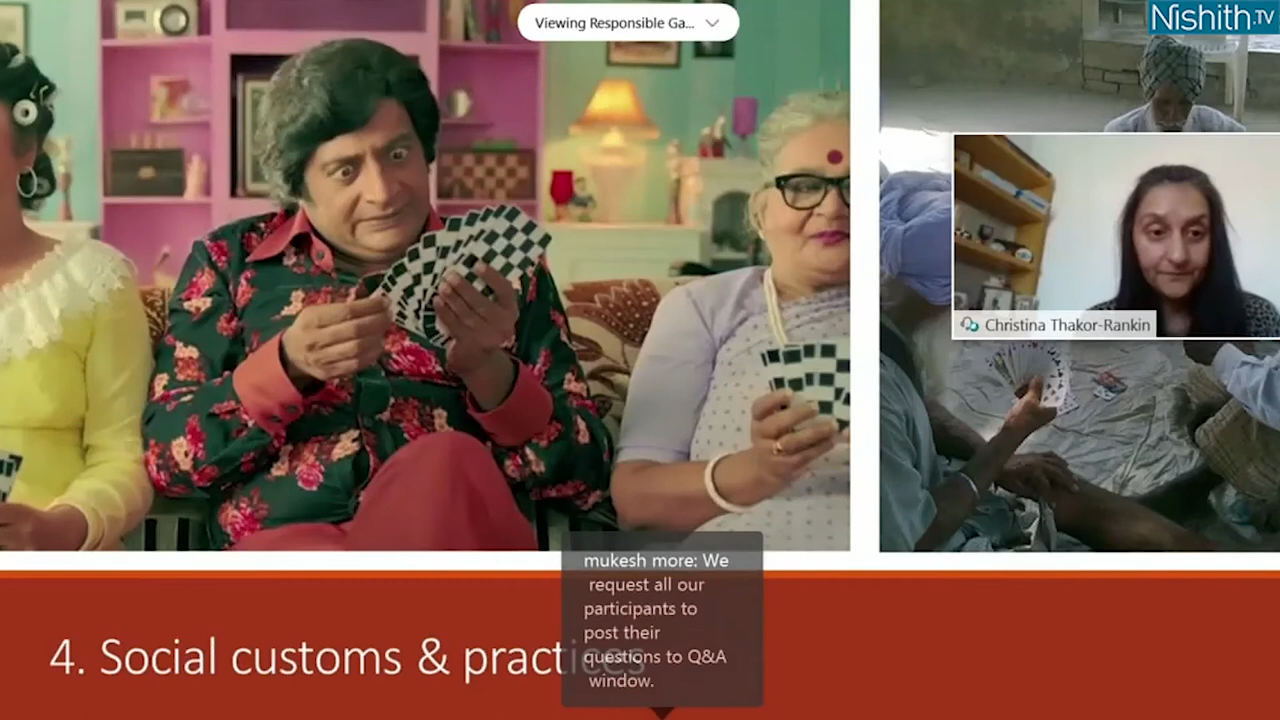 Viewing Responsible Ga...
Nishith.TV
Christina Thakor-Rankin
mukesh more: We
request all our
participants to
post their
questions to Q&A
window.
4. Social customs & practices